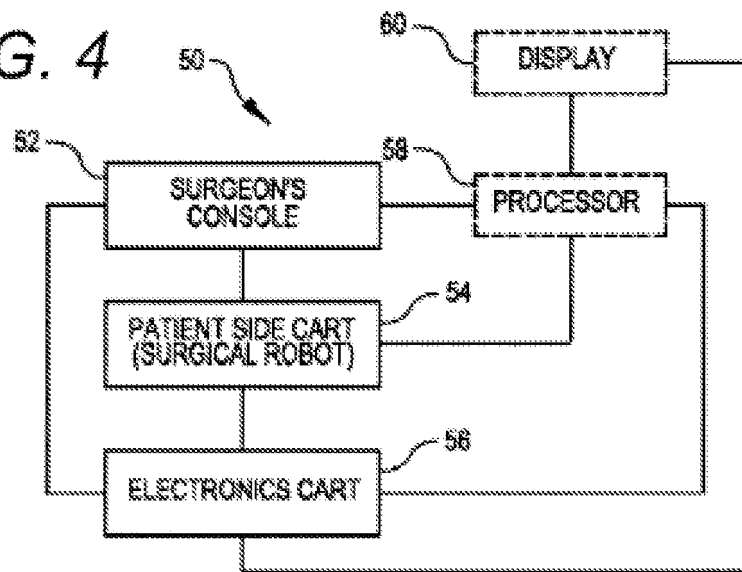 G. 4
60
DISPLAY
50
52
58
SURGEON'S
CONSOLE
PROCESSOR
54
PATIENT SIDE CART
(SURGICAL ROBOT)
56
ELECTRONICS CART